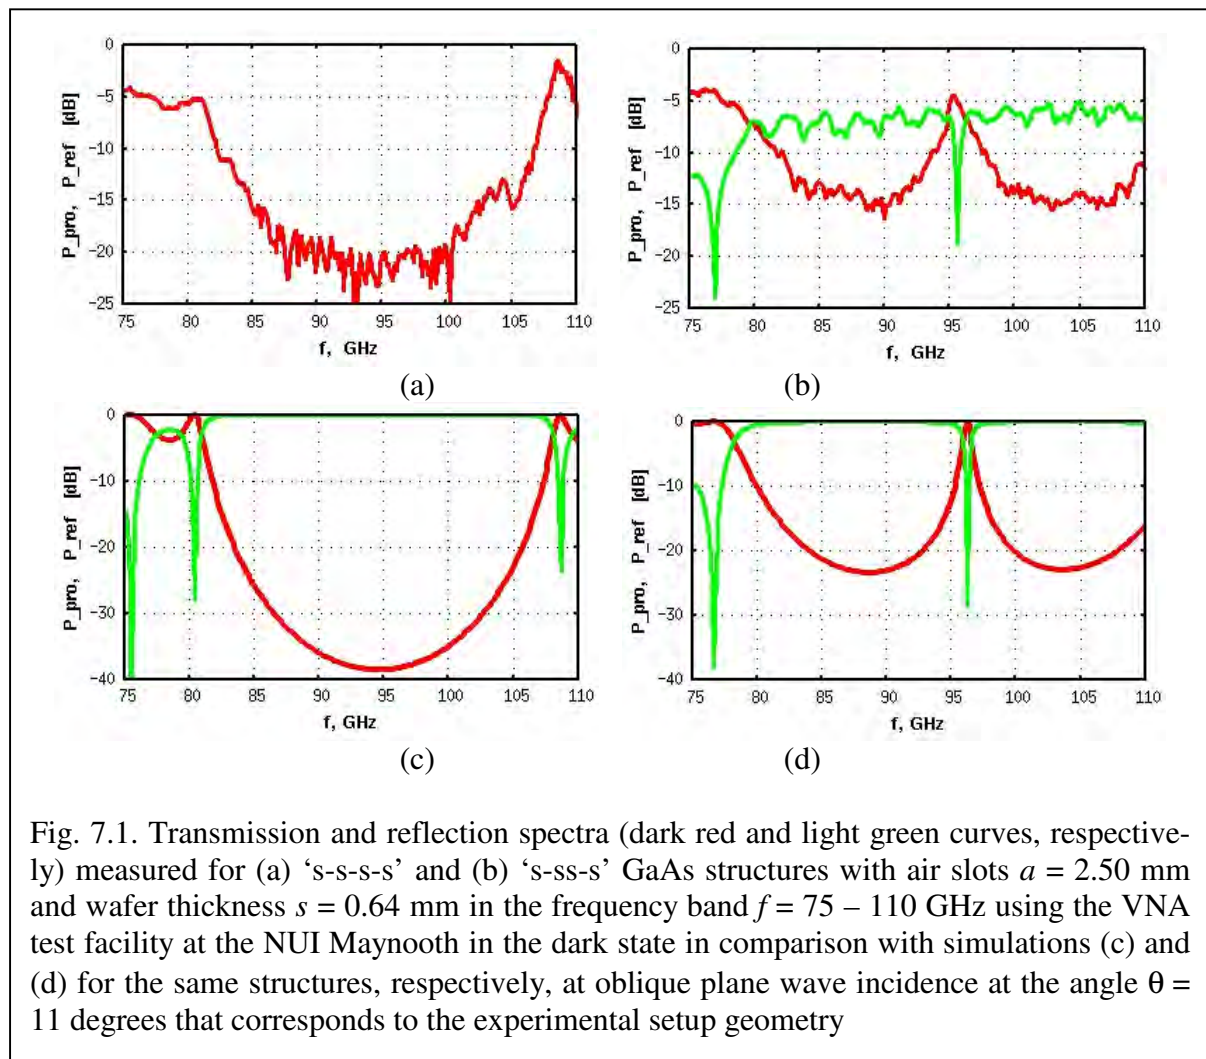 0
−5
−10
−15
−20
−25
P_pro, P_ref [dB]
75 80 85 90 95 100 105 110
f, GHz
(a)
0
−5
−10
−15
−20
−25
P_pro, P_ref [dB]
75 80 85 90 95 100 105 110
f, GHz
(b)
0
−10
−20
−30
−40
P_pro, P_ref [dB]
75 80 85 90 95 100 105 110
f, GHz
(c)
0
−10
−20
−30
−40
P_pro, P_ref [dB]
75 80 85 90 95 100 105 110
f, GHz
(d)
Fig. 7.1. Transmission and reflection spectra (dark red and light green curves, respective-
ly) measured for (a) ‘s-s-s-s’ and (b) ‘s-ss-s’ GaAs structures with air slots a = 2.50 mm
and wafer thickness s = 0.64 mm in the frequency band f = 75 – 110 GHz using the VNA
test facility at the NUI Maynooth in the dark state in comparison with simulations (c) and
(d) for the same structures, respectively, at oblique plane wave incidence at the angle θ =
11 degrees that corresponds to the experimental setup geometry